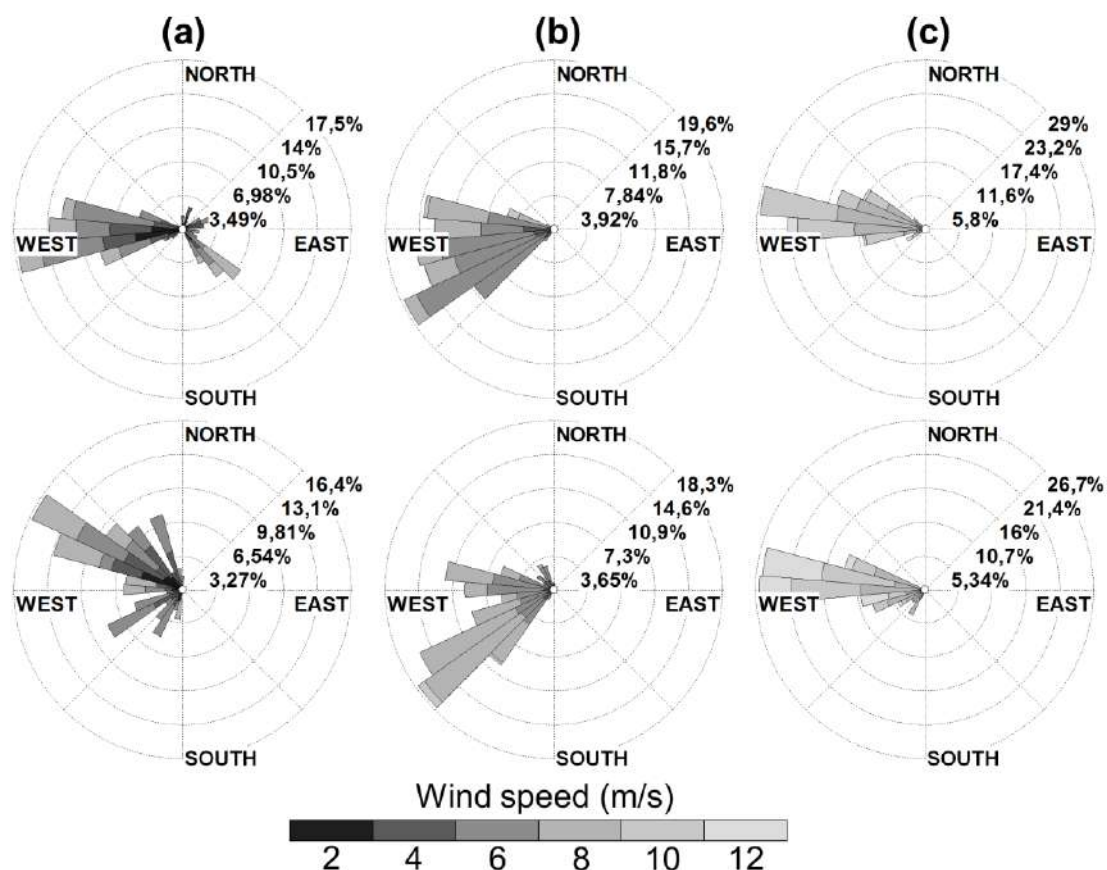 (a) (b) (c)
NORTH NORTH NORTH
17,5% 19,6% 29%
14% 15,7% 23,2%
10,5% 11,8% 17,4%
6,98% 7,84% 11,6%
3,49% 3,92% 5,8%
WEST EAST WEST EAST WEST EAST
SOUTH SOUTH SOUTH
NORTH NORTH NORTH
16,4% 18,3% 26,7%
13,1% 14,6% 21,4%
9,81% 10,9% 16%
6,54% 7,3% 10,7%
3,27% 3,65% 5,34%
WEST EAST WEST EAST WEST EAST
SOUTH SOUTH SOUTH
Wind speed (m/s)
2 4 6 8 10 12